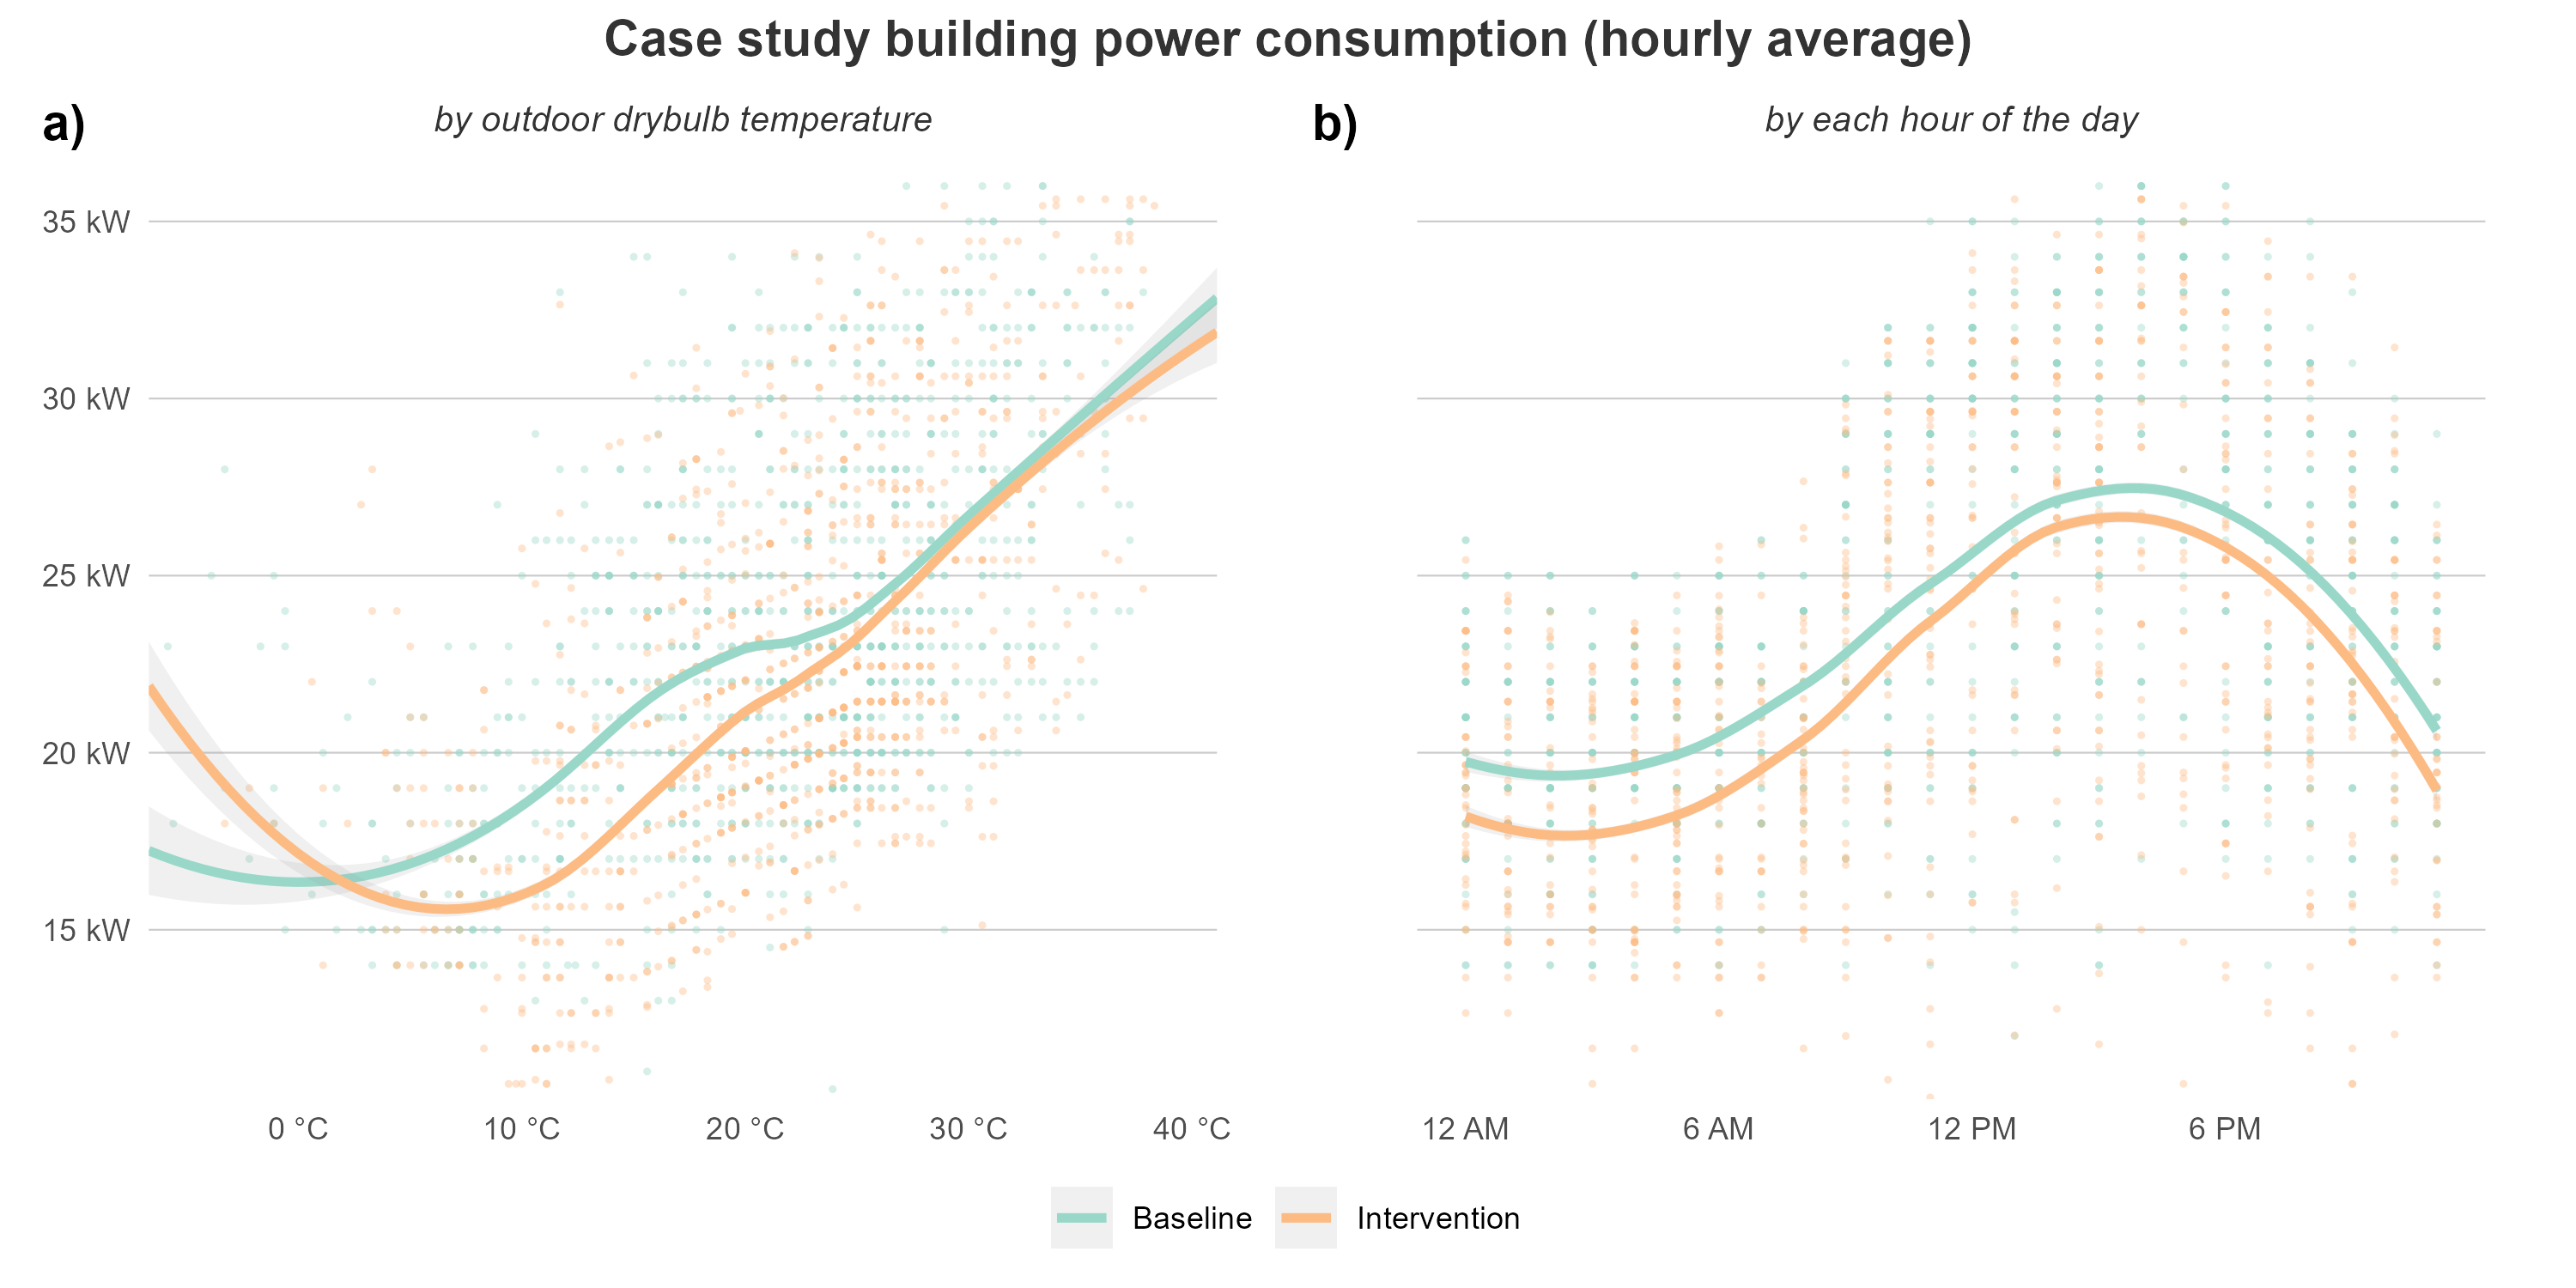 Case study building power consumption (hourly average)
a)
by outdoor drybulb temperature
35 kW
30 kW
25 kW
20 kW
15 kW
0 °C
10 °C
20 °C
30 °C
40 °C
b)
by each hour of the day
12 AM
6 AM
12 PM
6 PM
Baseline
Intervention